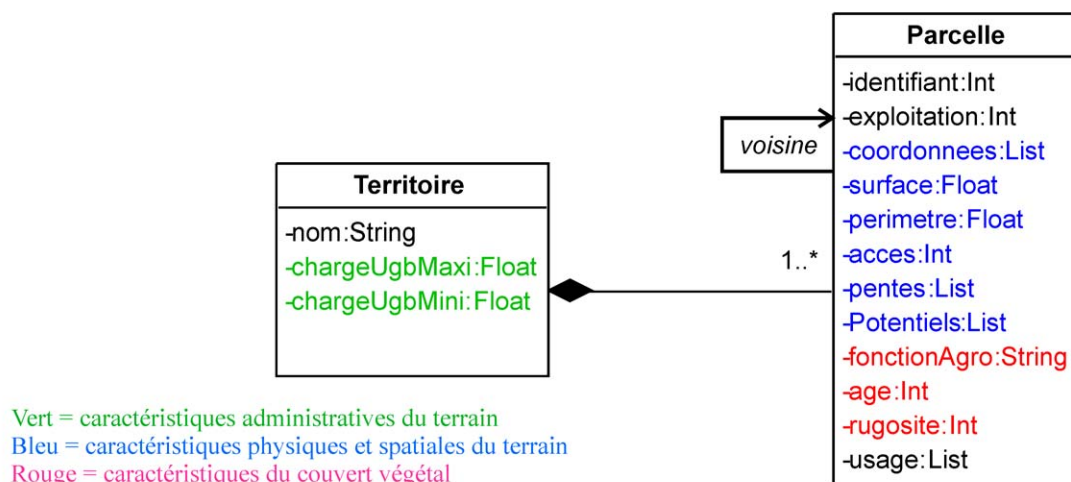 Parcelle
-identifiant:Int
-exploitation:Int
-coordonnees:List
-surface:Float
-perimetre:Float
-acces:Int
-pentes:List
-Potentiels:List
-fonctionAgro:String
-age:Int
-rugosite:Int
-usage:List
voisine
Territoire
-nom:String
-chargeUgbMaxi:Float
-chargeUgbMini:Float
1..*
Vert = caractéristiques administratives du terrain
Bleu = caractéristiques physiques et spatiales du terrain
Rouge = caractéristiques du couvert végétal